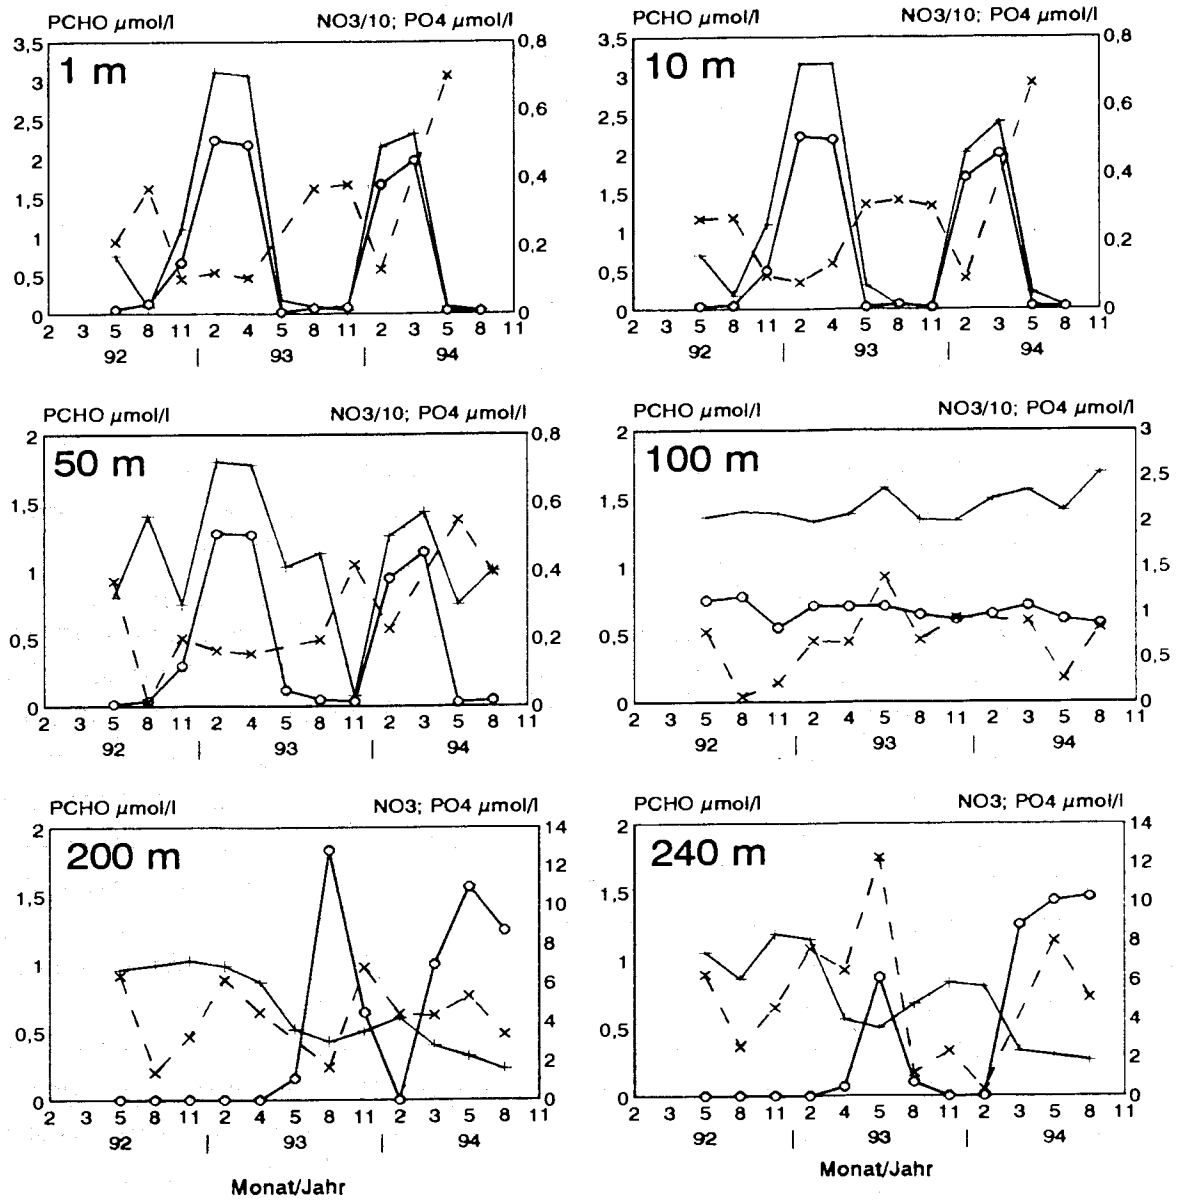 PCHO µmol/l NO3/10; PO4 µmol/l
1 m
3,5 3 2,5 2 1,5 1 0,5 0
0,8 0,6 0,4 0,2 0
2 3 5 8 11 2 4 5 8 11 2 3 5 8 11
92 | 93 | 94
PCHO µmol/l NO3/10; PO4 µmol/l
10 m
3,5 3 2,5 2 1,5 1 0,5 0
0,8 0,6 0,4 0,2 0
2 3 5 8 11 2 4 5 8 11 2 3 5 8 11
92 | 93 | 94
PCHO µmol/l NO3/10; PO4 µmol/l
50 m
2 1,5 1 0,5 0
0,8 0,6 0,4 0,2 0
2 3 5 8 11 2 4 5 8 11 2 3 5 8 11
92 | 93 | 94
PCHO µmol/l NO3/10; PO4 µmol/l
100 m
2 1,5 1 0,5 0
3 2,5 2 1,5 1 0,5 0
2 3 5 8 11 2 4 5 8 11 2 3 5 8 11
92 | 93 | 94
PCHO µmol/l NO3; PO4 µmol/l
200 m
2 1,5 1 0,5 0
14 12 10 8 6 4 2 0
2 3 5 8 11 2 4 5 8 11 2 3 5 8 11
92 | 93 | 94
Monat/Jahr
PCHO µmol/l NO3; PO4 µmol/l
240 m
2 1,5 1 0,5 0
14 12 10 8 6 4 2 0
2 3 5 8 11 2 4 5 8 11 2 3 5 8 11
92 | 93 | 94
Monat/Jahr